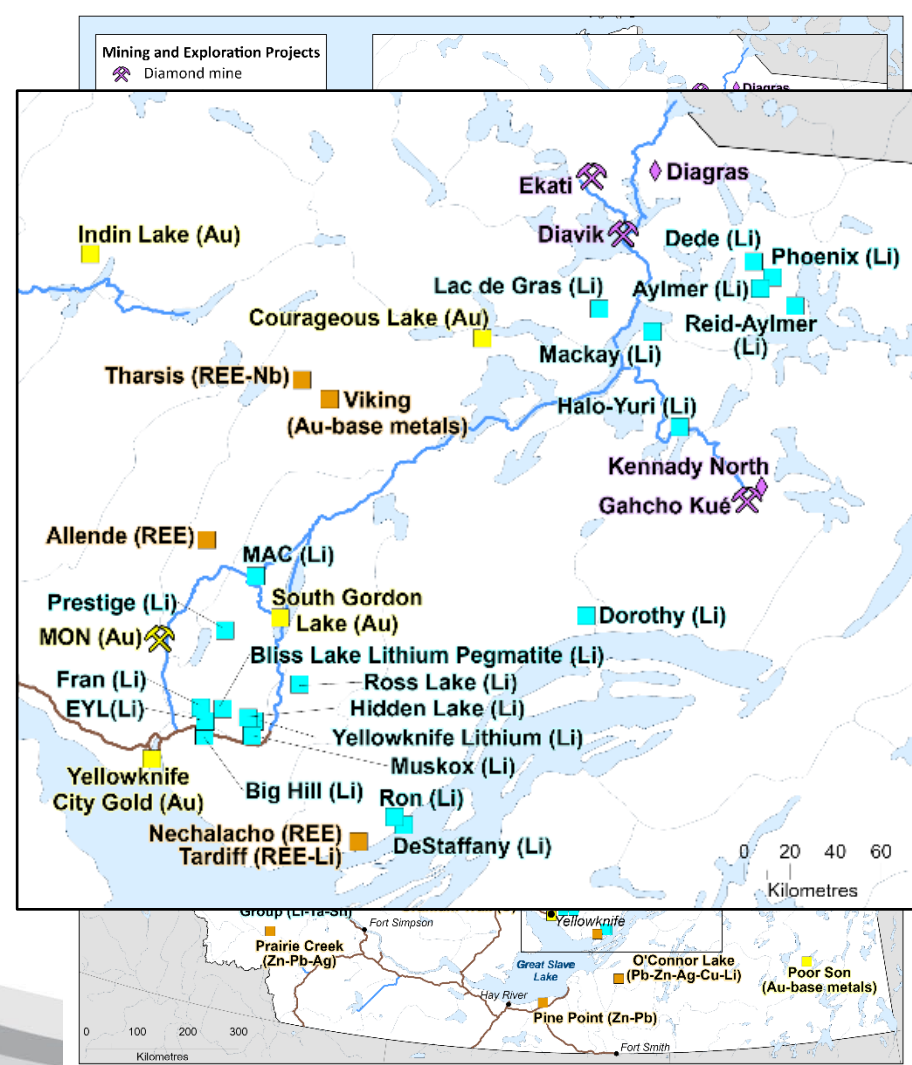 Mining and Exploration Projects
Diamond mine
Diagras
Ekati
Diagras
Diavik
Indin Lake (Au)
Dede (Li)
Phoenix (Li)
Lac de Gras (Li)
Aylmer (Li)
Courageous Lake (Au)
Reid-Aylmer
(Li)
Mackay (Li)
Tharsis (REE-Nb)
Viking
(Au-base metals)
Halo-Yuri (Li)
Kennady North
Gahcho Kué
Allende (REE)
MAC (Li)
Prestige (Li)
South Gordon
Lake (Au)
Dorothy (Li)
MON (Au)
Bliss Lake Lithium Pegmatite (Li)
Fran (Li)
Ross Lake (Li)
EYL(Li)
Hidden Lake (Li)
Yellowknife Lithium (Li)
Muskox (Li)
Yellowknife
City Gold (Au)
Big Hill (Li)
Ron (Li)
Nechalacho (REE)
Tardiff (REE-Li)
DeStaffany (Li)
0 20 40 60
Kilometres
Group (Li-Ta-Sn)
Fort Simpson
Yellowknife
Prairie Creek
(Zn-Pb-Ag)
Great Slave
Lake
O'Connor Lake
(Pb-Zn-Ag-Cu-Li)
Poor Son
(Au-base metals)
Hay River
Pine Point (Zn-Pb)
0 100 200 300
Kilometres
Fort Smith